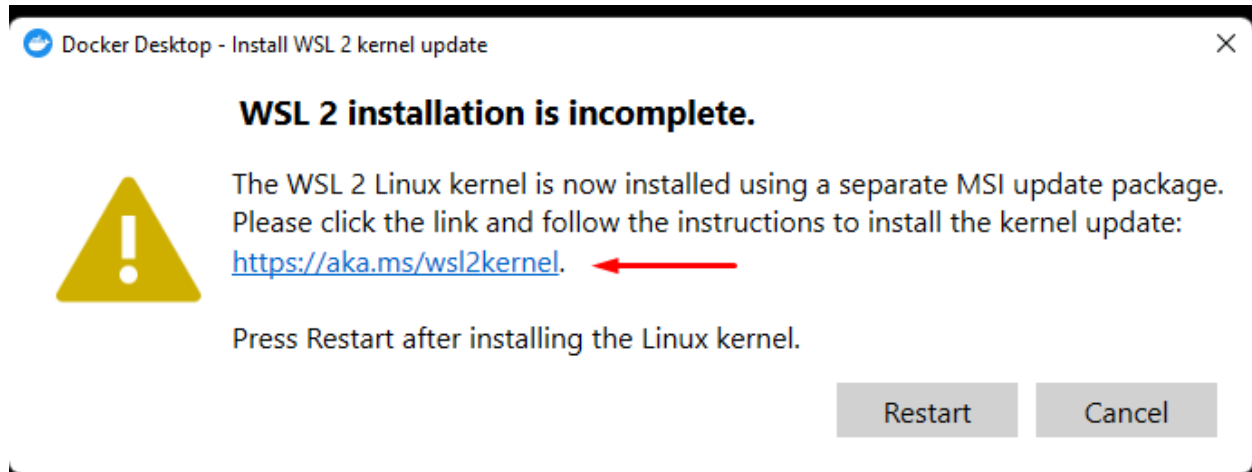 Docker Desktop - Install WSL 2 kernel update
WSL 2 installation is incomplete.
The WSL 2 Linux kernel is now installed using a separate MSI update package.
Please click the link and follow the instructions to install the kernel update:
https://aka.ms/wsl2kernel.
Press Restart after installing the Linux kernel.
Restart Cancel